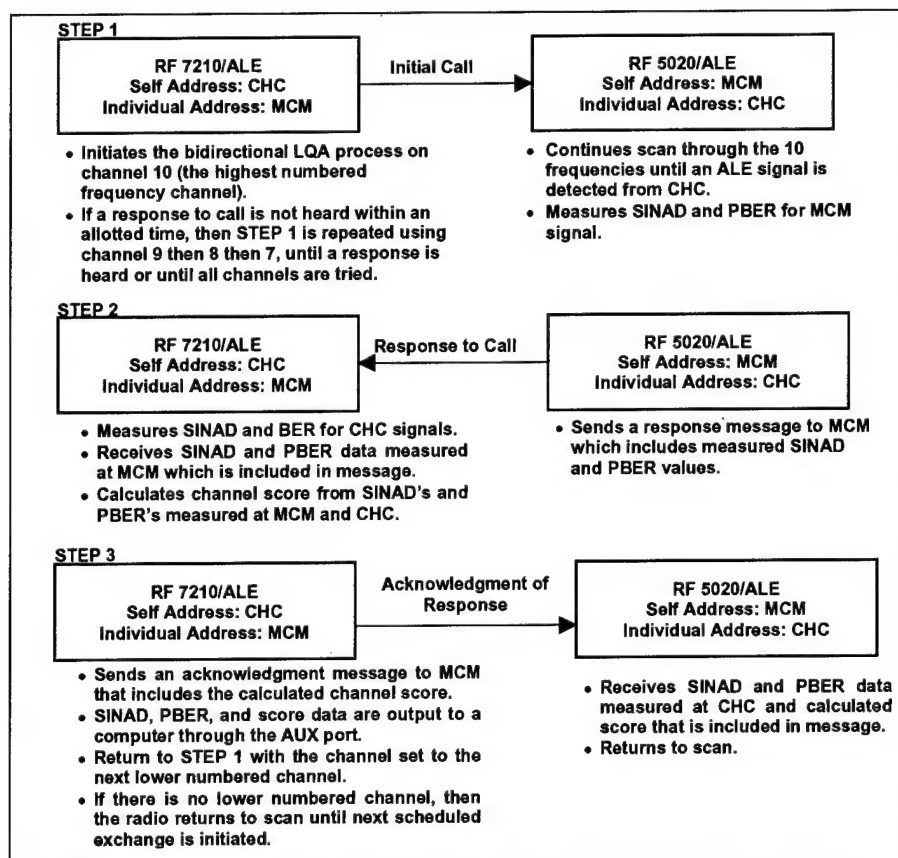 STEP 1
RF 7210/ALE
Self Address: CHC
Individual Address: MCM
Initial Call
RF 5020/ALE
Self Address: MCM
Individual Address: CHC
• Initiates the bidirectional LQA process on
channel 10 (the highest numbered
frequency channel).
• If a response to call is not heard within an
allotted time, then STEP 1 is repeated using
channel 9 then 8 then 7, until a response is
heard or until all channels are tried.
• Continues scan through the 10
frequencies until an ALE signal is
detected from CHC.
• Measures SINAD and PBER for MCM
signal.
STEP 2
RF 7210/ALE
Self Address: CHC
Individual Address: MCM
Response to Call
RF 5020/ALE
Self Address: MCM
Individual Address: CHC
• Measures SINAD and BER for CHC signals.
• Receives SINAD and PBER data measured
at MCM which is included in message.
• Calculates channel score from SINAD's and
PBER's measured at MCM and CHC.
• Sends a response message to MCM
which includes measured SINAD
and PBER values.
STEP 3
RF 7210/ALE
Self Address: CHC
Individual Address: MCM
Acknowledgment of
Response
RF 5020/ALE
Self Address: MCM
Individual Address: CHC
• Sends an acknowledgment message to MCM
that includes the calculated channel score.
• SINAD, PBER, and score data are output to a
computer through the AUX port.
• Return to STEP 1 with the channel set to the
next lower numbered channel.
• If there is no lower numbered channel, then
the radio returns to scan until next scheduled
exchange is initiated.
• Receives SINAD and PBER data
measured at CHC and calculated
score that is included in message.
• Returns to scan.